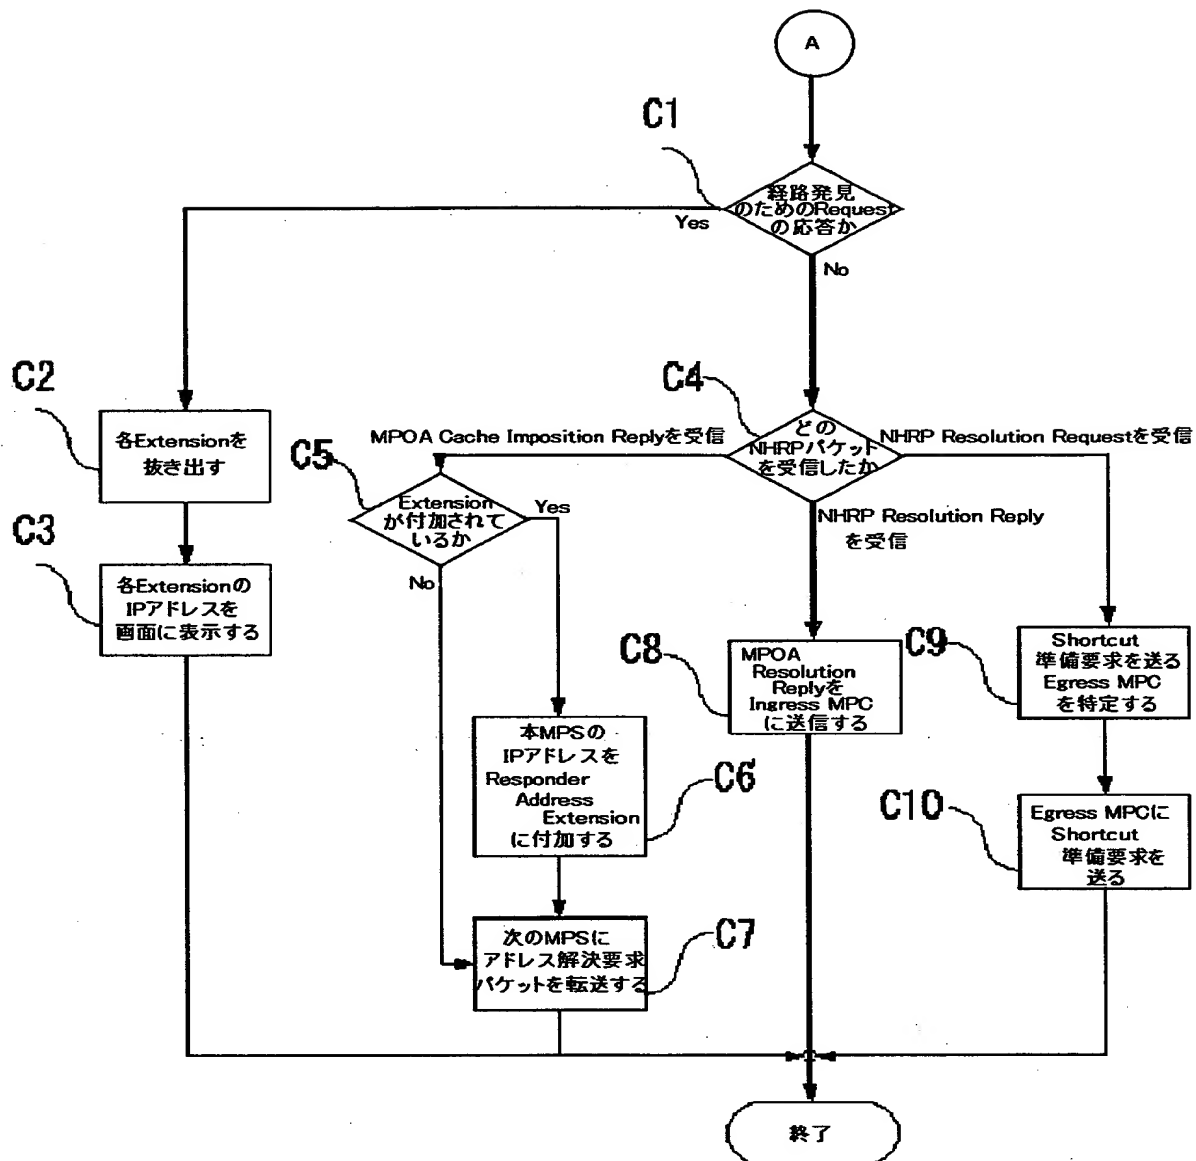 A
C1
経路発見
のためのRequest
の応答か
Yes
No
C2
各Extensionを
抜き出す
C3
各Extensionの
IPアドレスを
画面に表示する
C4
どの
NHRPパケット
を受信したか
MPOA Cache Imposition Replyを受信
NHRP Resolution Requestを受信
NHRP Resolution Reply
を受信
C5
Extension
が付加されて
いるか
Yes
No
C6
本MPSの
IPアドレスを
Responder
Address
Extension
に付加する
C7
次のMPSに
アドレス解決要求
パケットを転送する
C8
MPOA
Resolution
Replyを
Ingress MPC
に送信する
C9
Shortcut
準備要求を送る
Egress MPC
を特定する
C10
Egress MPCに
Shortcut
準備要求を
送る
終了